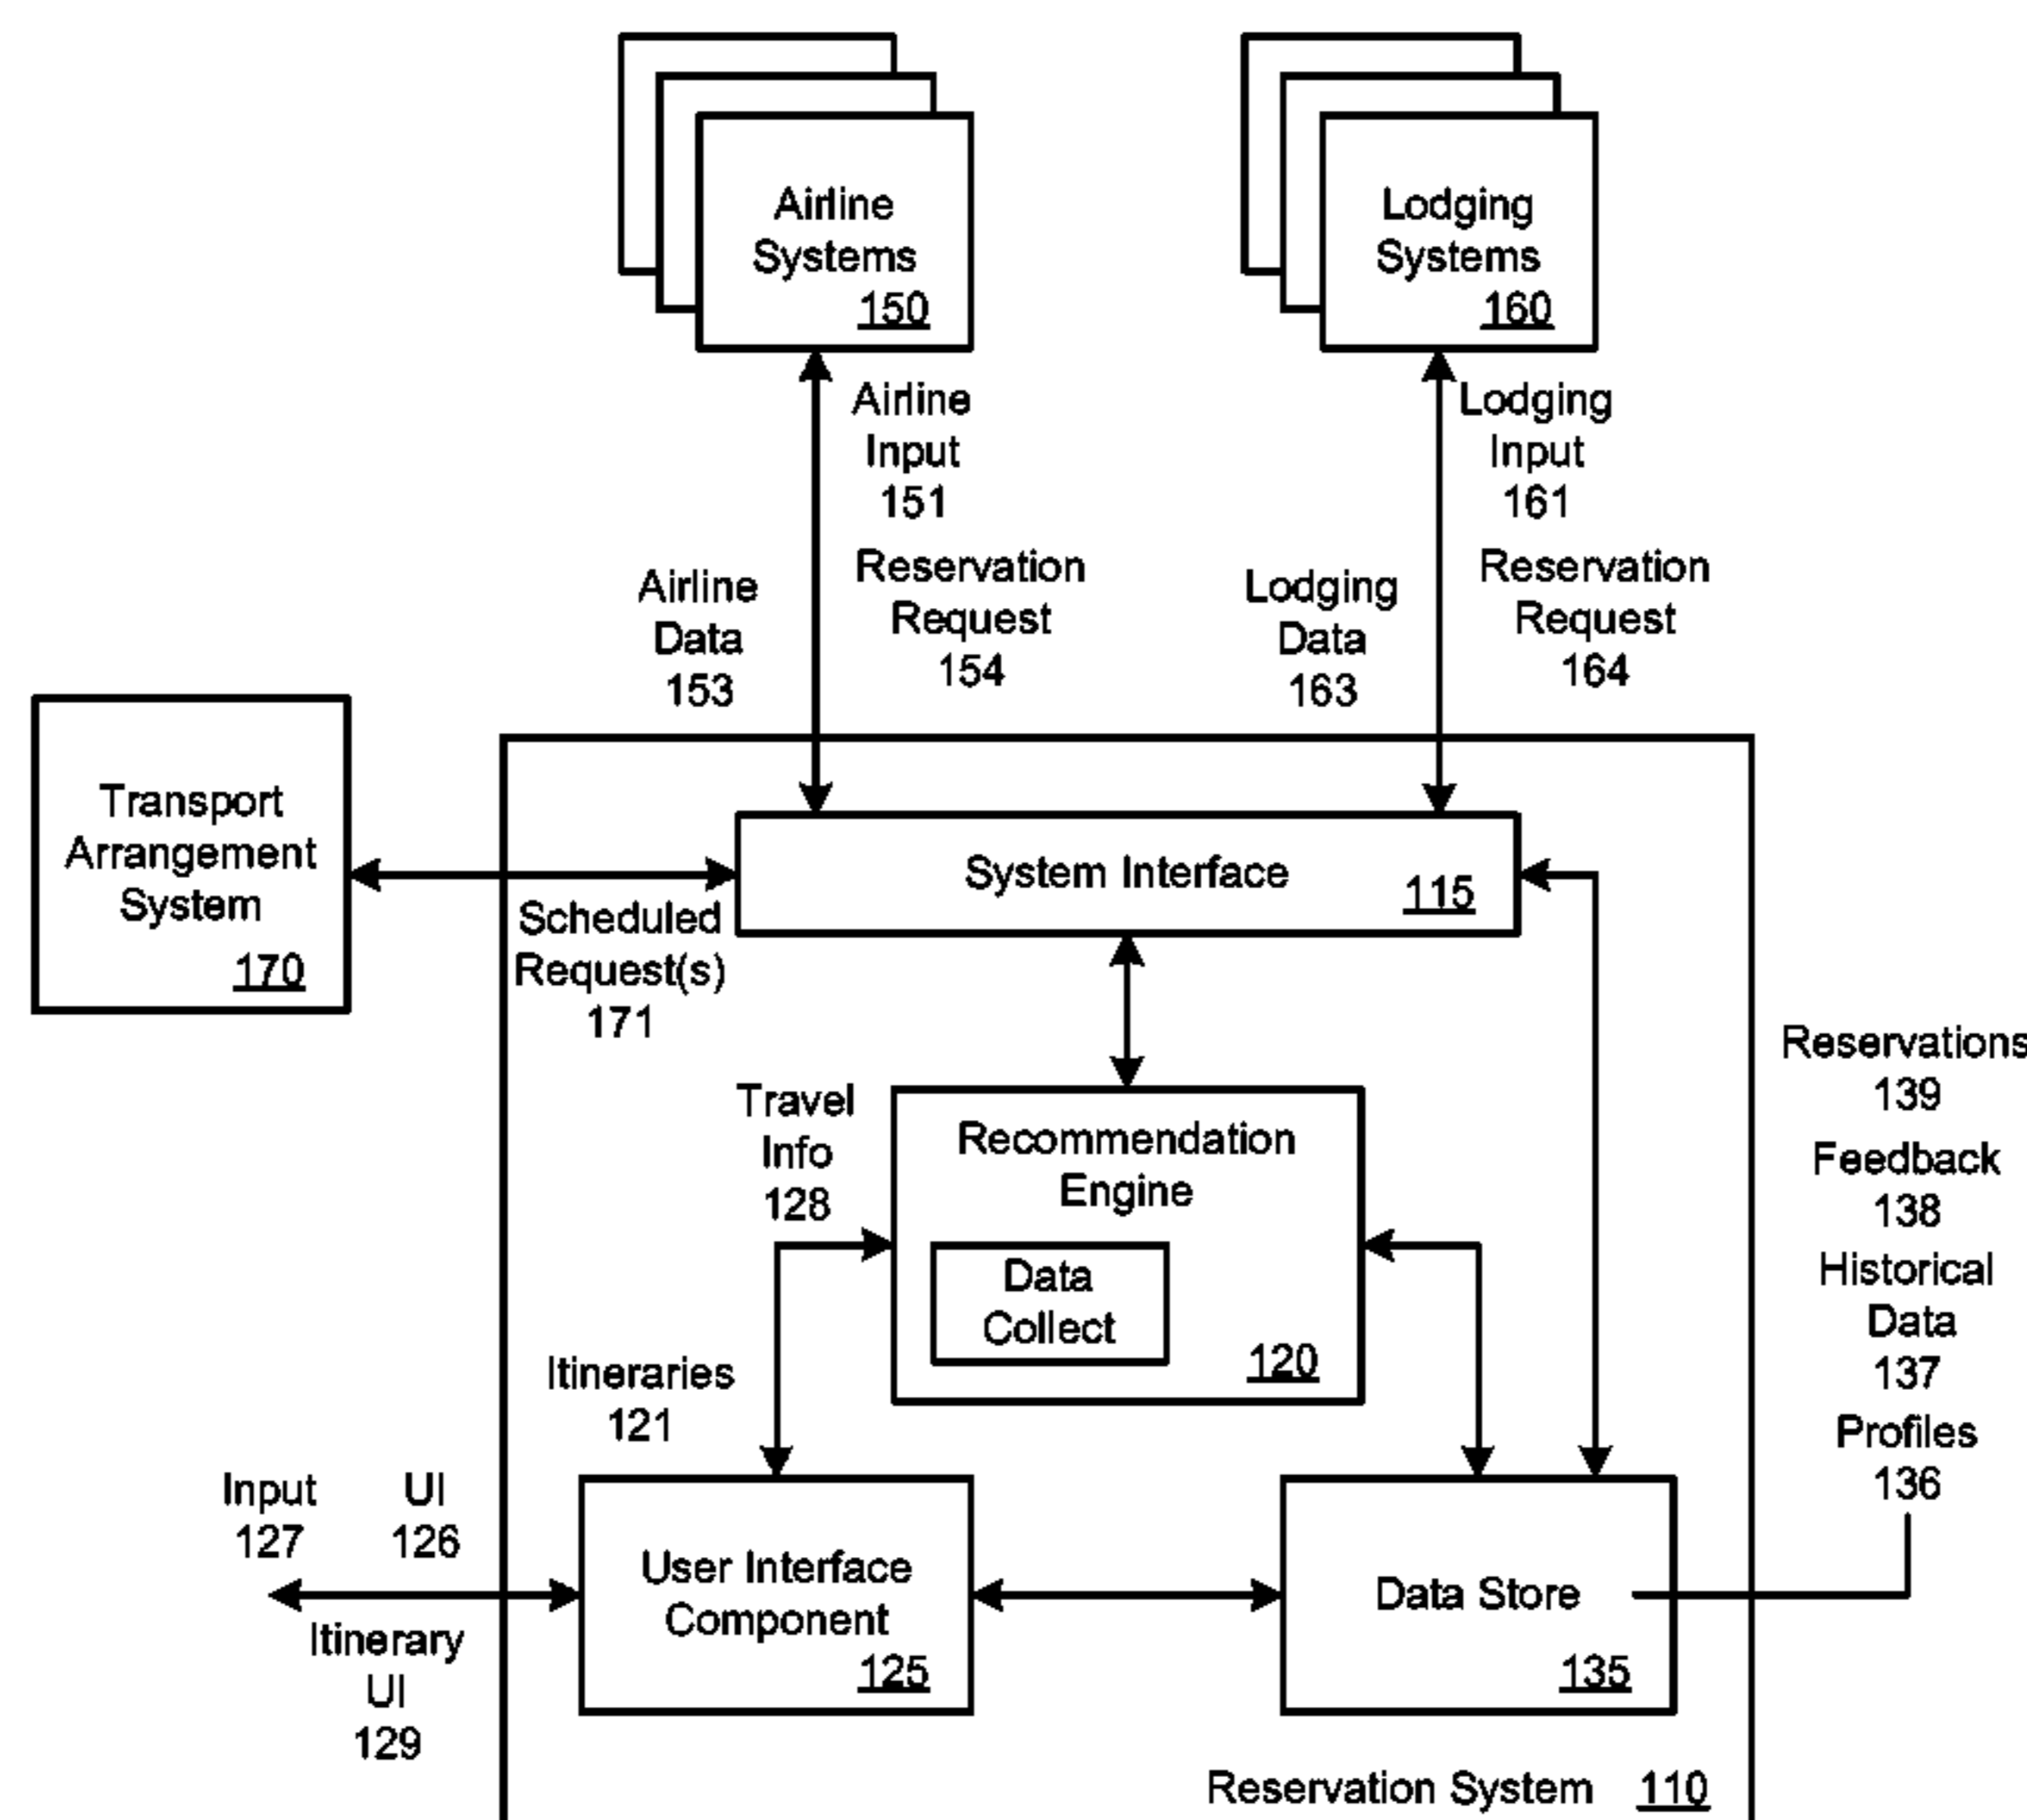 Airline
Systems
150
Lodging
Systems
160
Airline
Input
151
Lodging
Input
161
Airline
Data
153
Reservation
Request
154
Lodging
Data
163
Reservation
Request
164
Transport
Arrangement
System
170
System Interface
115
Scheduled
Request(s)
171
Travel
Info
128
Recommendation
Engine
Data
Collect
120
Itineraries
121
Reservations
139
Feedback
138
Historical
Data
137
Profiles
136
Input
127
UI
126
Itinerary
UI
129
User Interface
Component
125
Data Store
135
Reservation System 110